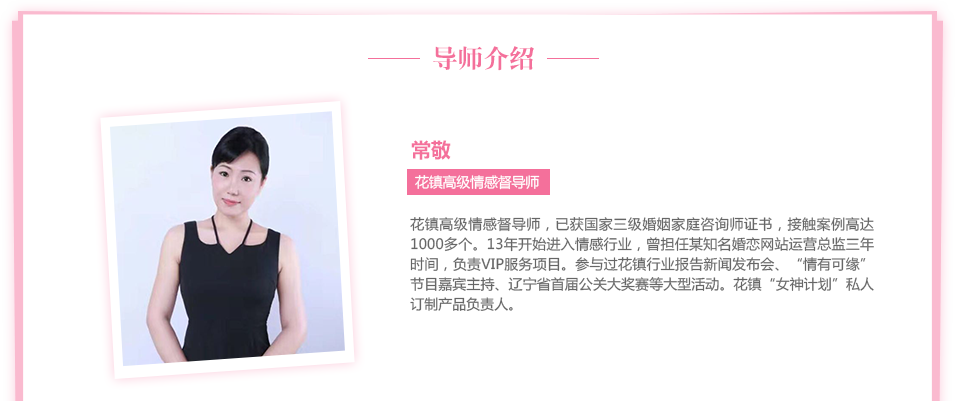 导师介绍
常敬
花镇高级情感督导师
花镇高级情感督导师，已获国家三级婚姻家庭咨询师证书，接触案例高达
1000多个。13年开始进入情感行业，曾担任某知名婚恋网站运营总监三年
时间，负责VIP服务项目。参与过花镇行业报告新闻发布会、“情有可缘”
节目嘉宾主持、辽宁省首届公关大奖赛等大型活动。花镇“女神计划”私人
订制产品负责人。